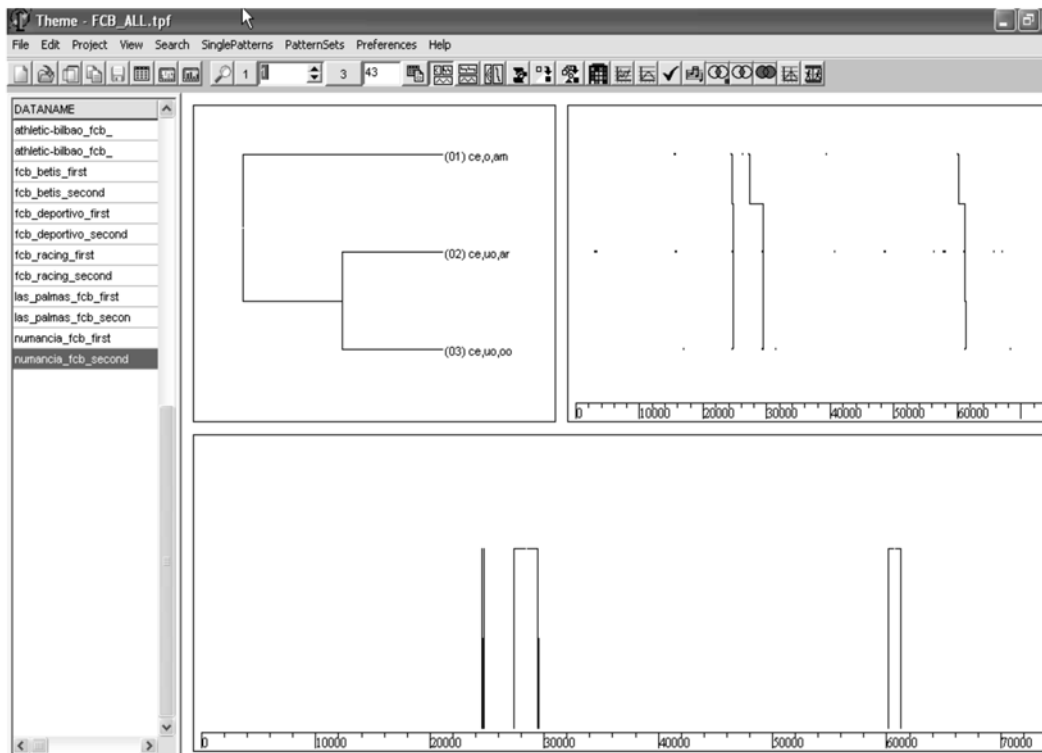 Theme - FCB_ALL.tpf
File Edit Project View Search SinglePatterns PatternSets Preferences Help
1 3 43
DATANAME
athletic-bilbao_fcb_
athletic-bilbao_fcb_
fcb_betis_first
fcb_betis_second
fcb_deportivo_first
fcb_deportivo_second
fcb_racing_first
fcb_racing_second
las_palmas_fcb_first
las_palmas_fcb_secon
numancia_fcb_first
numancia_fcb_second
(01) ce,o,am
(02) ce,uo,ar
(03) ce,uo,oo
0 10000 20000 30000 40000 50000 60000
0 10000 20000 30000 40000 50000 60000 70000